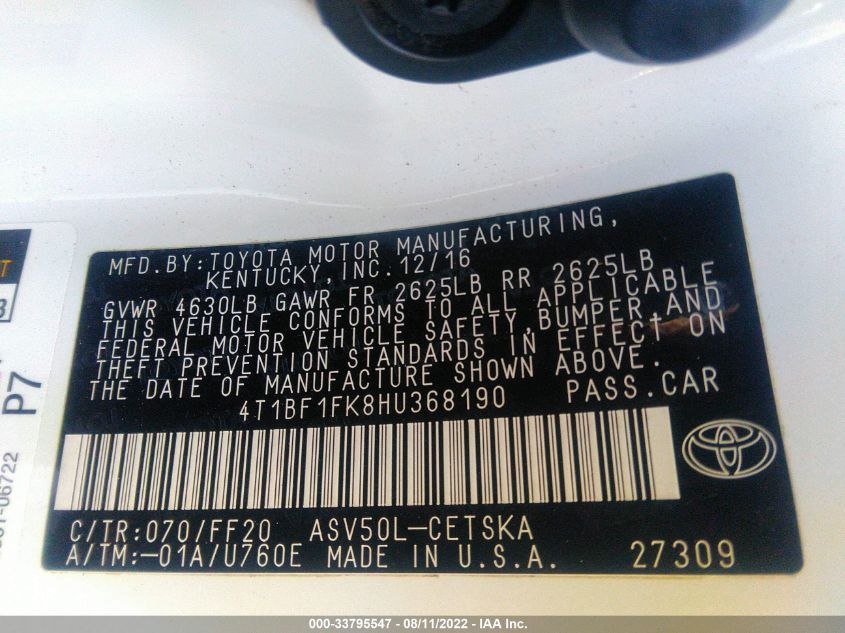 MFD.BY:TOYOTA MOTOR MANUFACTURING,
KENTUCKY,INC.12/16
GVWR 4630LB GAWR FR 2625LB RR 2625LB
THIS VEHICLE CONFORMS TO ALL APPLICABLE
FEDERAL MOTOR VEHICLE SAFETY,BUMPER,AND
THEFT PREVENTION STANDARDS IN EFFECT ON
THE DATE OF MANUFACTURE SHOWN ABOVE.
4T1BF1FK8HU368190 PASS.CAR
C/TR:070/FF20 ASV50L-CETSKA
A/TM:-01A/U760E MADE IN U.S.A. 27309
P7
06722
000-33795547 - 08/11/2022 - IAA Inc.